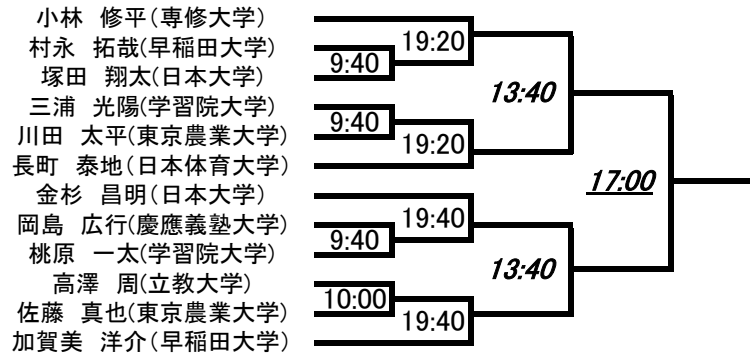 小林　修平(専修大学)
村永　拓哉(早稲田大学)
塚田　翔太(日本大学)
三浦　光陽(学習院大学)
川田　太平(東京農業大学)
長町　泰地(日本体育大学)
金杉　昌明(日本大学)
岡島　広行(慶應義塾大学)
桃原　一太(学習院大学)
高澤　周(立教大学)
佐藤　真也(東京農業大学)
加賀美　洋介(早稲田大学)
9:40
9:40
9:40
10:00
19:20
19:20
19:40
19:40
13:40
13:40
17:00